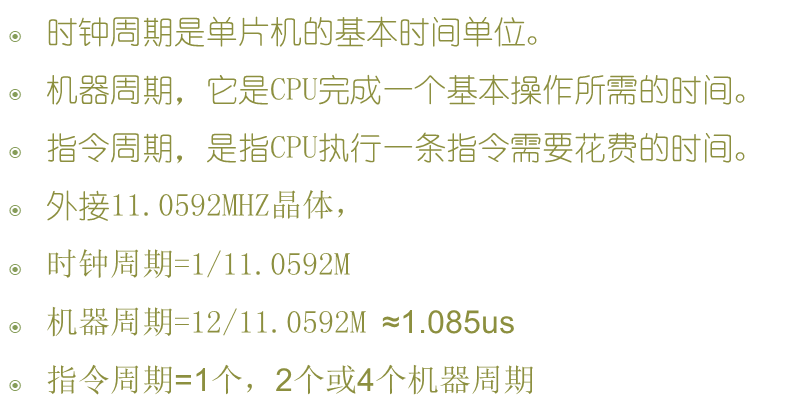 时钟周期是单片机的基本时间单位。
机器周期，它是CPU完成一个基本操作所需的时间。
指令周期，是指CPU执行一条指令需要花费的时间。
外接11.0592MHZ晶体，
时钟周期=1/11.0592M
机器周期=12/11.0592M ≈1.085us
指令周期=1个，2个或4个机器周期